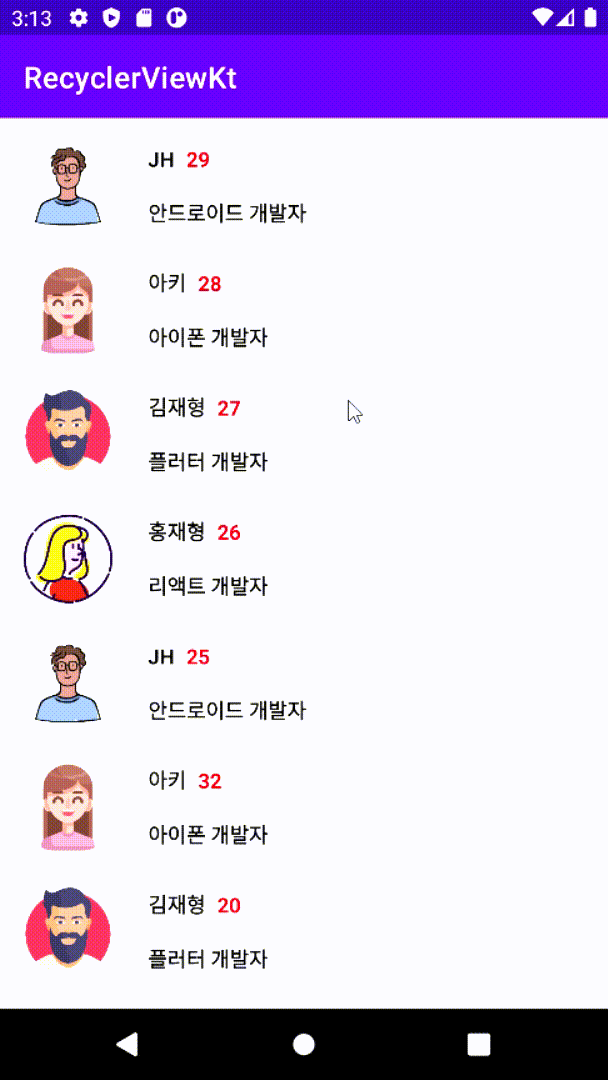 3:13
RecyclerViewKt
JH 29
안드로이드 개발자
아키 28
아이폰 개발자
김재형 27
플러터 개발자
홍재형 26
리액트 개발자
JH 25
안드로이드 개발자
아키 32
아이폰 개발자
김재형 20
플러터 개발자